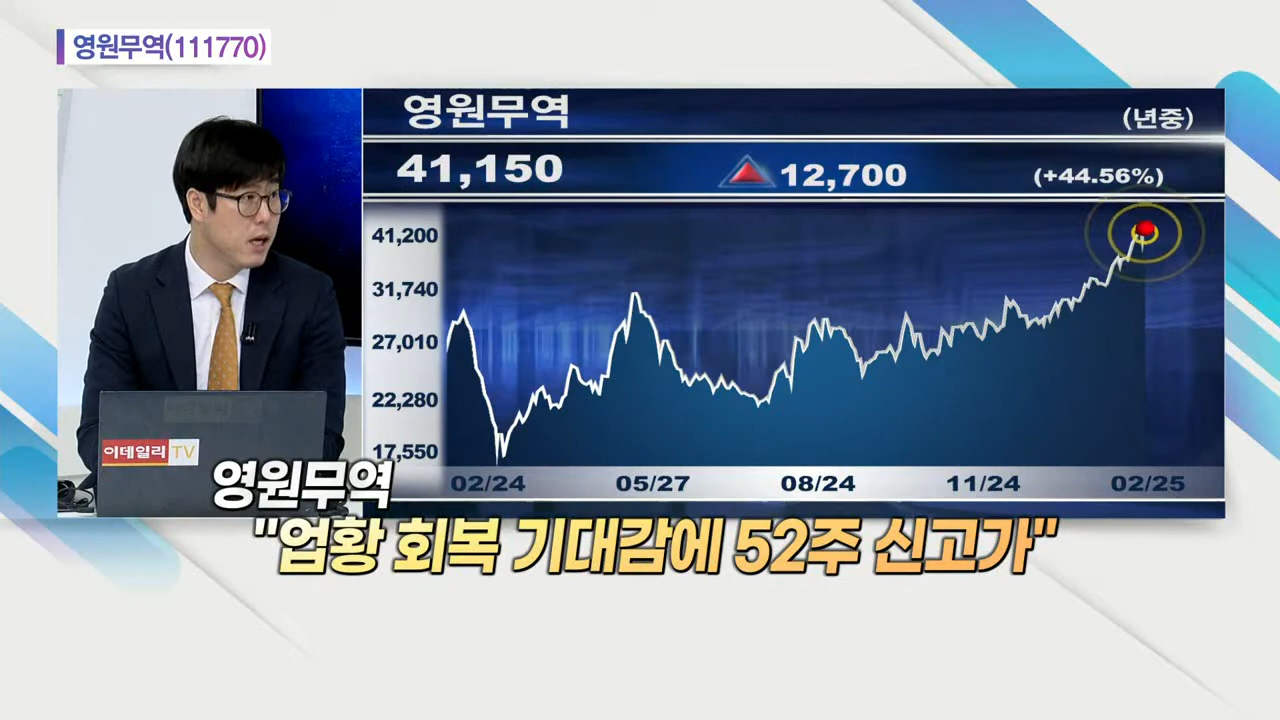 영원무역(111770)
영원무역
(년중)
41,150
12,700
(+44.56%)
41,200
31,740
27,010
22,280
17,550
02/24
05/27
08/24
11/24
02/25
이데일리 TV
영원무역
"업황 회복 기대감에 52주 신고가"